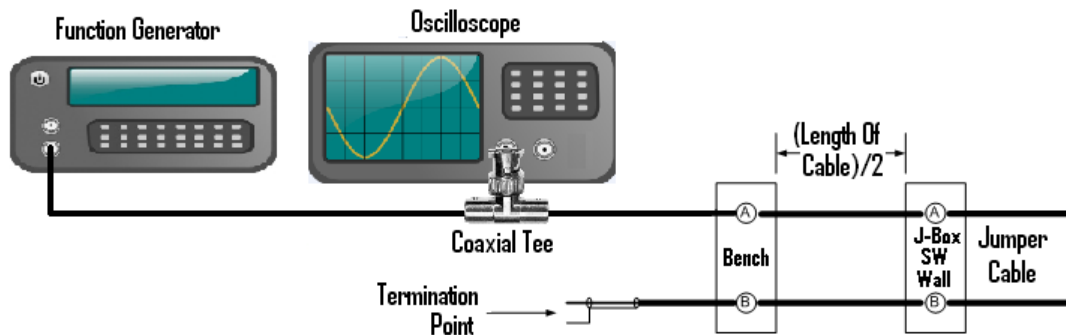 Function Generator
Oscilloscope
(Length Of
Cable)/2
A
A
Coaxial Tee
Bench
J-Box
SW
Wall
Jumper
Cable
Termination
Point
B
B